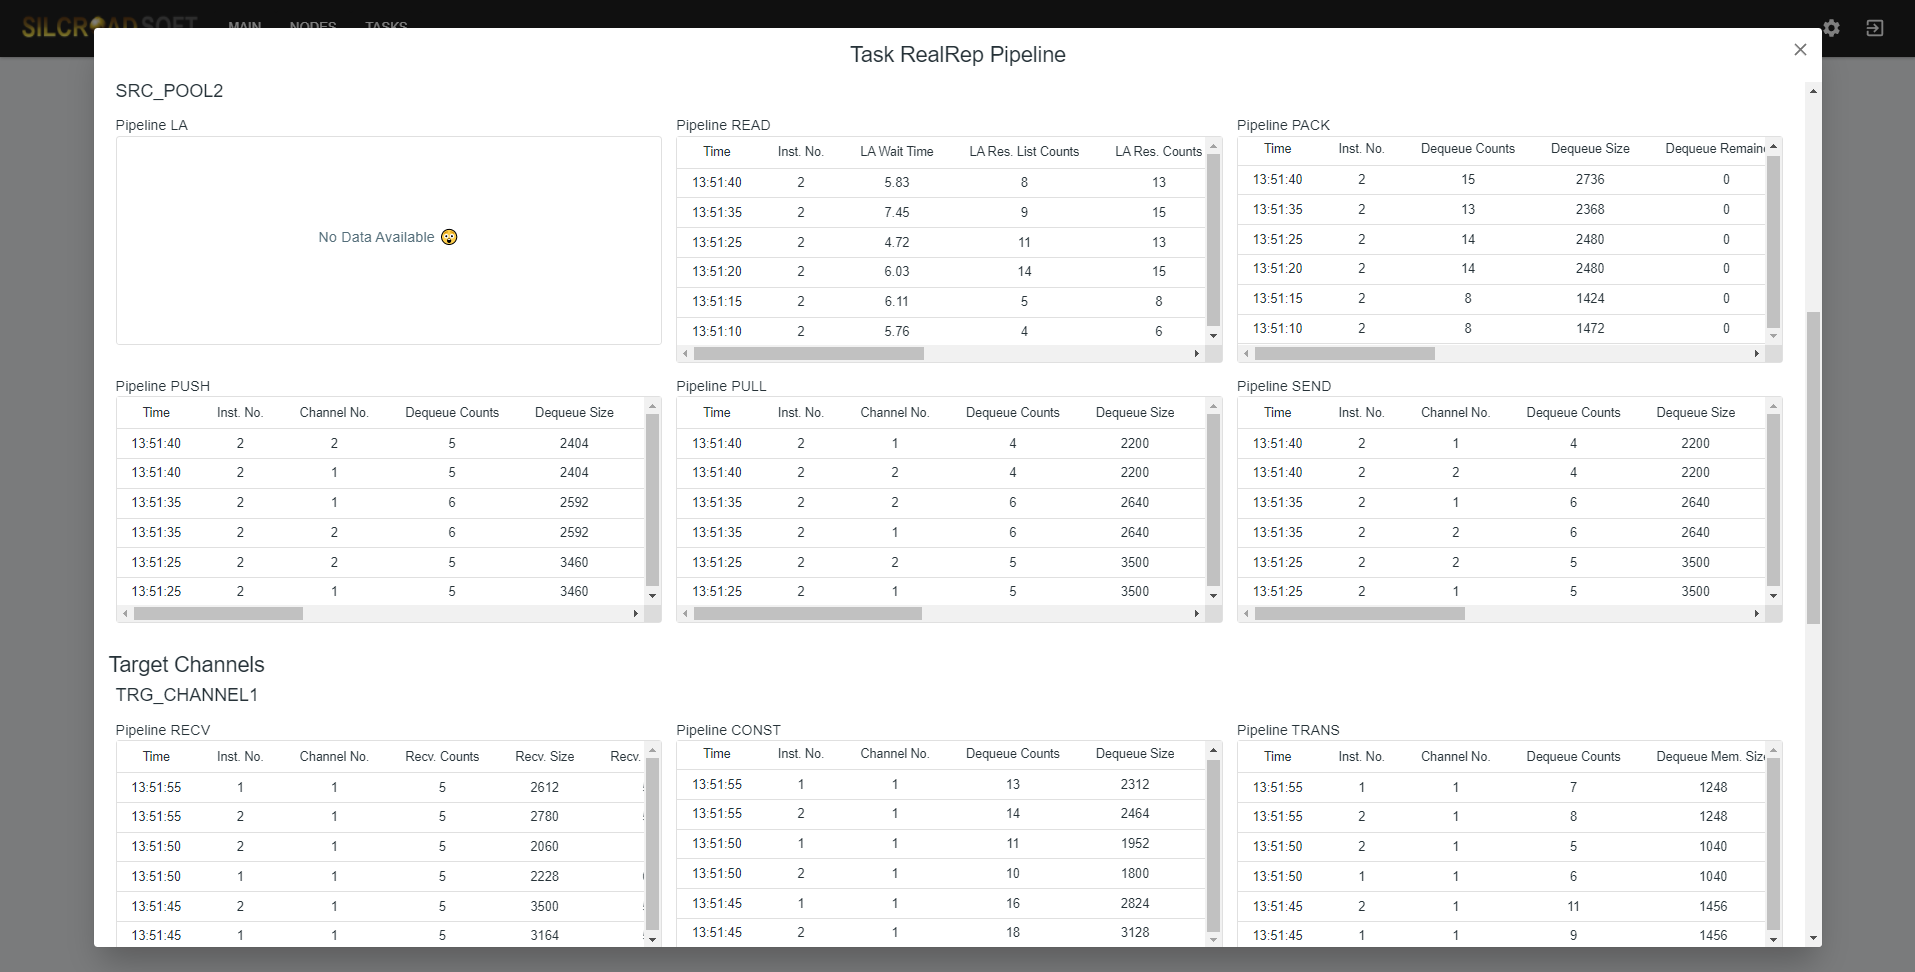 SILCROAD SOFT MAIN NODES TASKS
Task RealRep Pipeline
SRC_POOL2
Pipeline LA
No Data Available
Pipeline READ
Time Inst. No. LA Wait Time LA Res. List Counts LA Res. Counts
13:51:40 2 5.83 8 13
13:51:35 2 7.45 9 15
13:51:25 2 4.72 11 13
13:51:20 2 6.03 14 15
13:51:15 2 6.11 5 8
13:51:10 2 5.76 4 6
Pipeline PACK
Time Inst. No. Dequeue Counts Dequeue Size Dequeue Remain
13:51:40 2 15 2736 0
13:51:35 2 13 2368 0
13:51:25 2 14 2480 0
13:51:20 2 14 2480 0
13:51:15 2 8 1424 0
13:51:10 2 8 1472 0
Pipeline PUSH
Time Inst. No. Channel No. Dequeue Counts Dequeue Size
13:51:40 2 2 5 2404
13:51:40 2 1 5 2404
13:51:35 2 1 6 2592
13:51:35 2 2 6 2592
13:51:25 2 2 5 3460
13:51:25 2 1 5 3460
Pipeline PULL
Time Inst. No. Channel No. Dequeue Counts Dequeue Size
13:51:40 2 1 4 2200
13:51:40 2 2 4 2200
13:51:35 2 2 6 2640
13:51:35 2 1 6 2640
13:51:25 2 2 5 3500
13:51:25 2 1 5 3500
Pipeline SEND
Time Inst. No. Channel No. Dequeue Counts Dequeue Size
13:51:40 2 1 4 2200
13:51:40 2 2 4 2200
13:51:35 2 1 6 2640
13:51:35 2 2 6 2640
13:51:25 2 2 5 3500
13:51:25 2 1 5 3500
Target Channels
TRG_CHANNEL1
Pipeline RECV
Time Inst. No. Channel No. Recv. Counts Recv. Size Recv.
13:51:55 1 1 5 2612
13:51:55 2 1 5 2780
13:51:50 2 1 5 2060
13:51:50 1 1 5 2228
13:51:45 2 1 5 3500
13:51:45 1 1 5 3164
Pipeline CONST
Time Inst. No. Channel No. Dequeue Counts Dequeue Size
13:51:55 1 1 13 2312
13:51:55 2 1 14 2464
13:51:50 1 1 11 1952
13:51:50 2 1 10 1800
13:51:45 1 1 16 2824
13:51:45 2 1 18 3128
Pipeline TRANS
Time Inst. No. Channel No. Dequeue Counts Dequeue Mem. Siz
13:51:55 1 1 7 1248
13:51:55 2 1 8 1248
13:51:50 2 1 5 1040
13:51:50 1 1 6 1040
13:51:45 2 1 11 1456
13:51:45 1 1 9 1456